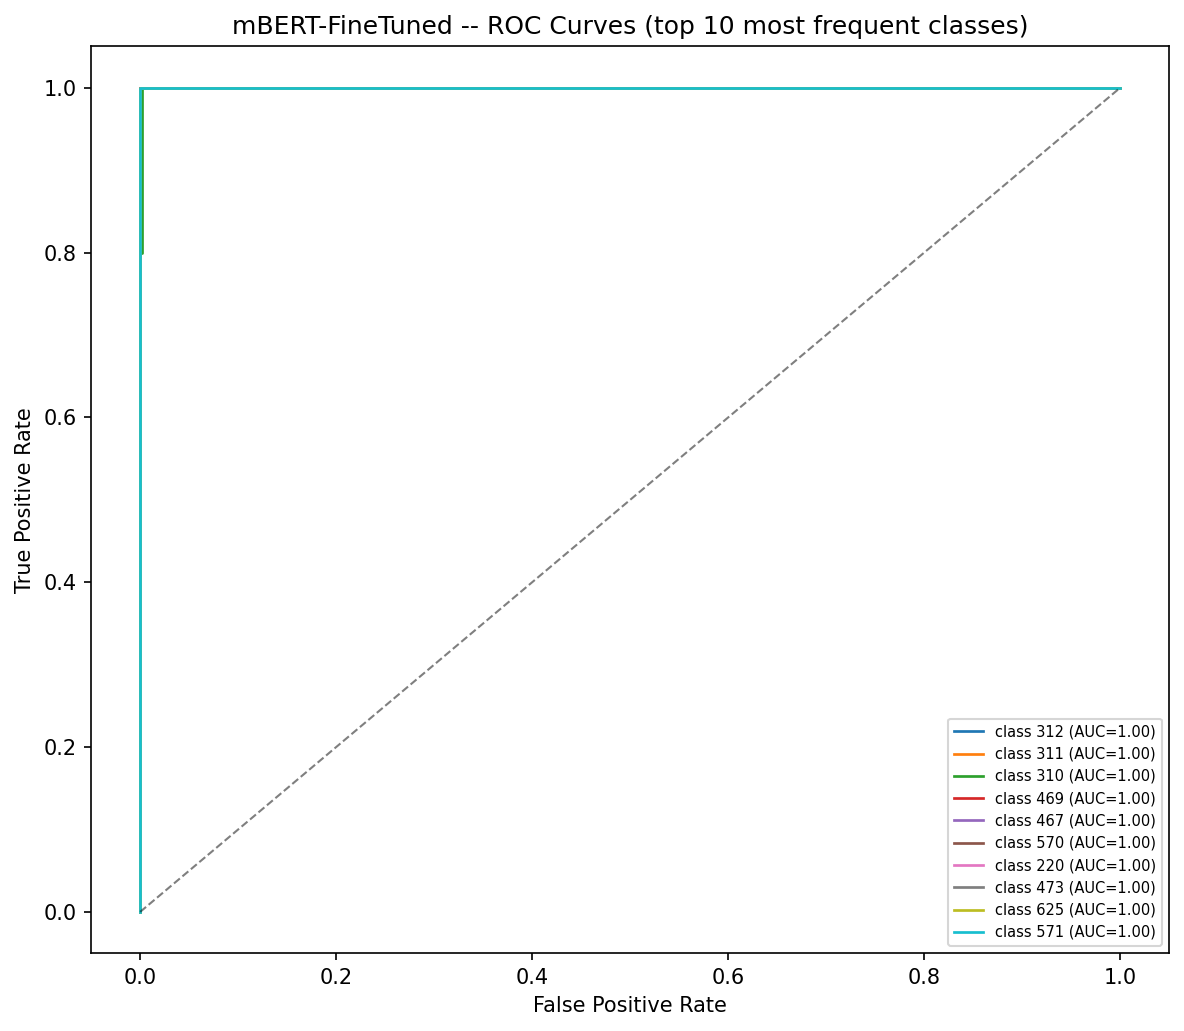 mBERT-FineTuned -- ROC Curves (top 10 most frequent classes)
1.0
0.8
0.6
0.4
0.2
0.0
True Positive Rate
0.0 0.2 0.4 0.6 0.8 1.0
False Positive Rate
class 312 (AUC=1.00)
class 311 (AUC=1.00)
class 310 (AUC=1.00)
class 469 (AUC=1.00)
class 467 (AUC=1.00)
class 570 (AUC=1.00)
class 220 (AUC=1.00)
class 473 (AUC=1.00)
class 625 (AUC=1.00)
class 571 (AUC=1.00)